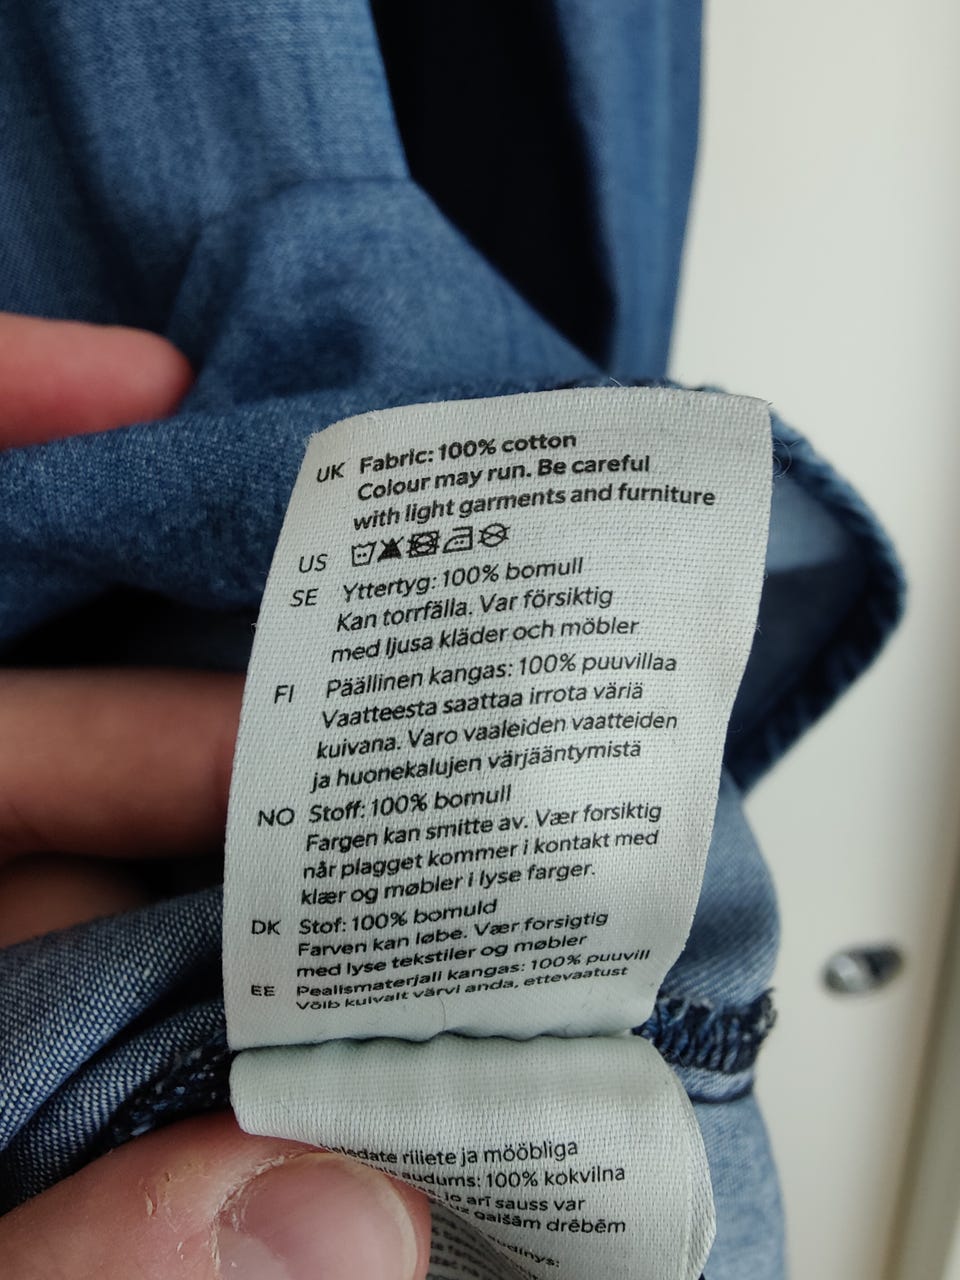 UK Fabric: 100% cotton
Colour may run. Be careful
with light garments and furniture
US
SE Yttertyg: 100% bomull
Kan torrfälla. Var försiktig
med ljusa kläder och möbler
FI Päällinen kangas: 100% puuvillaa
Vaatteesta saattaa irrota väriä
kuivana. Varo vaaleiden vaatteiden
ja huonekalujen värjääntymistä
NO Stoff: 100% bomull
Fargen kan smitte av. Vær forsiktig
når plagget kommer i kontakt med
klær og møbler i lyse farger.
DK Stof: 100% bomuld
Farven kan løbe. Vær forsigtig
med lyse tekstiler og møbler
EE Pealismaterjali kangas: 100% puuvill
Võib kuivalt värvi anda, ettevaatust
riiete ja mööbliga
audums: 100% kokvilna
arī sauss var
gaišām drēbēm